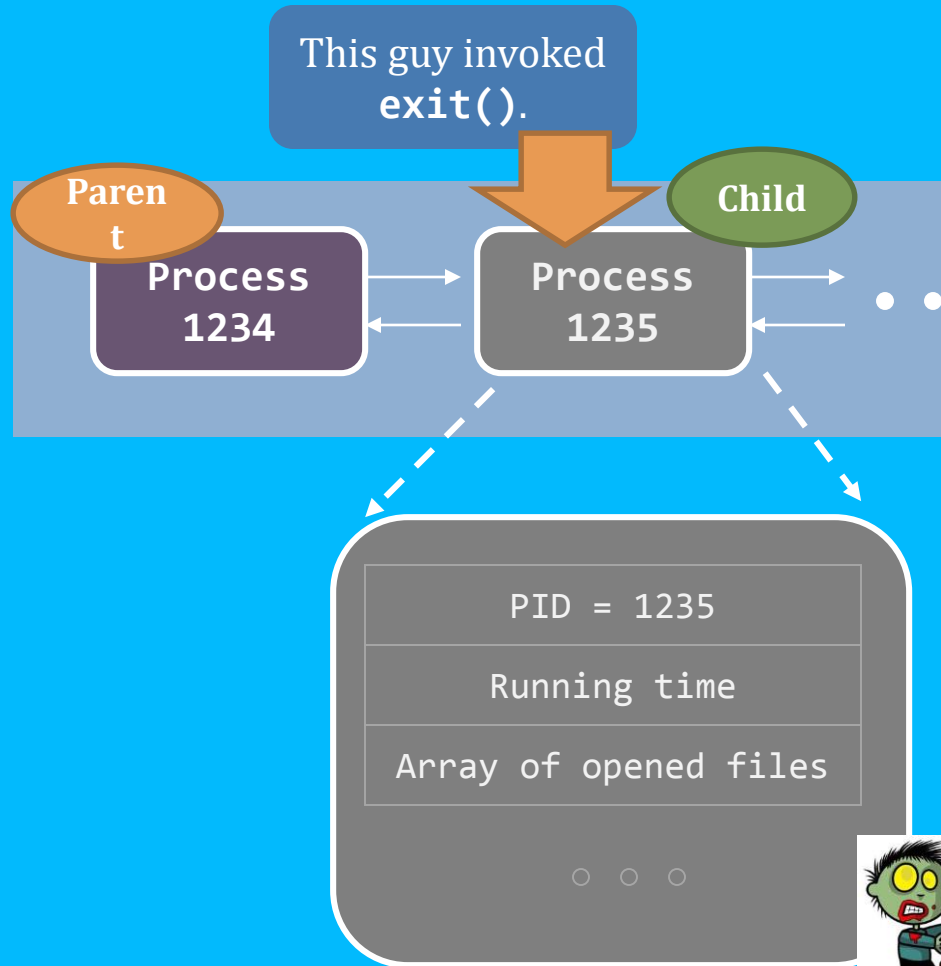 This guy invoked
exit().
Paren
t
Child
Process
1234
Process
1235
PID = 1235
Running time
Array of opened files